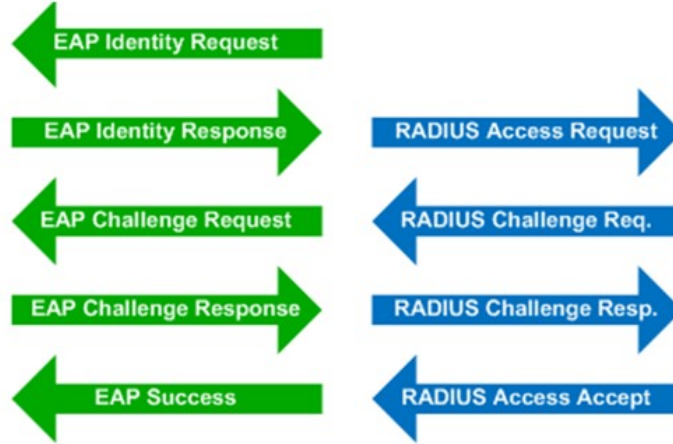 EAP Identity Request
EAP Identity Response
RADIUS Access Request
EAP Challenge Request
RADIUS Challenge Req.
EAP Challenge Response
RADIUS Challenge Resp.
EAP Success
RADIUS Access Accept